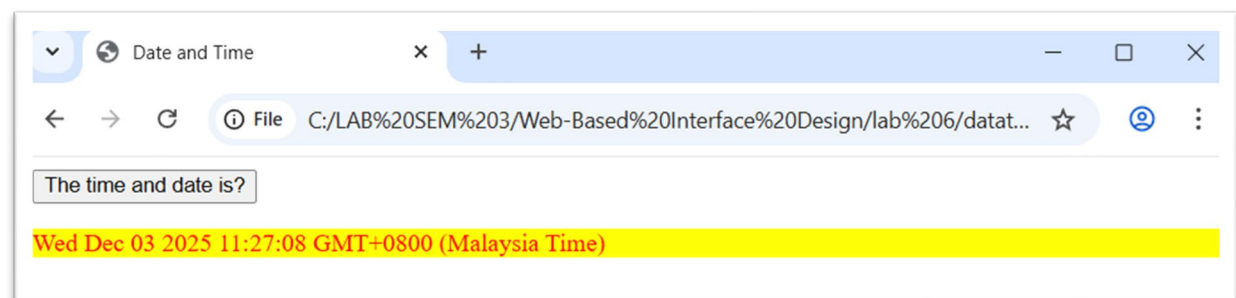 Date and Time
File C:/LAB%20SEM%203/Web-Based%20Interface%20Design/lab%206/datat...
The time and date is?
Wed Dec 03 2025 11:27:08 GMT+0800 (Malaysia Time)